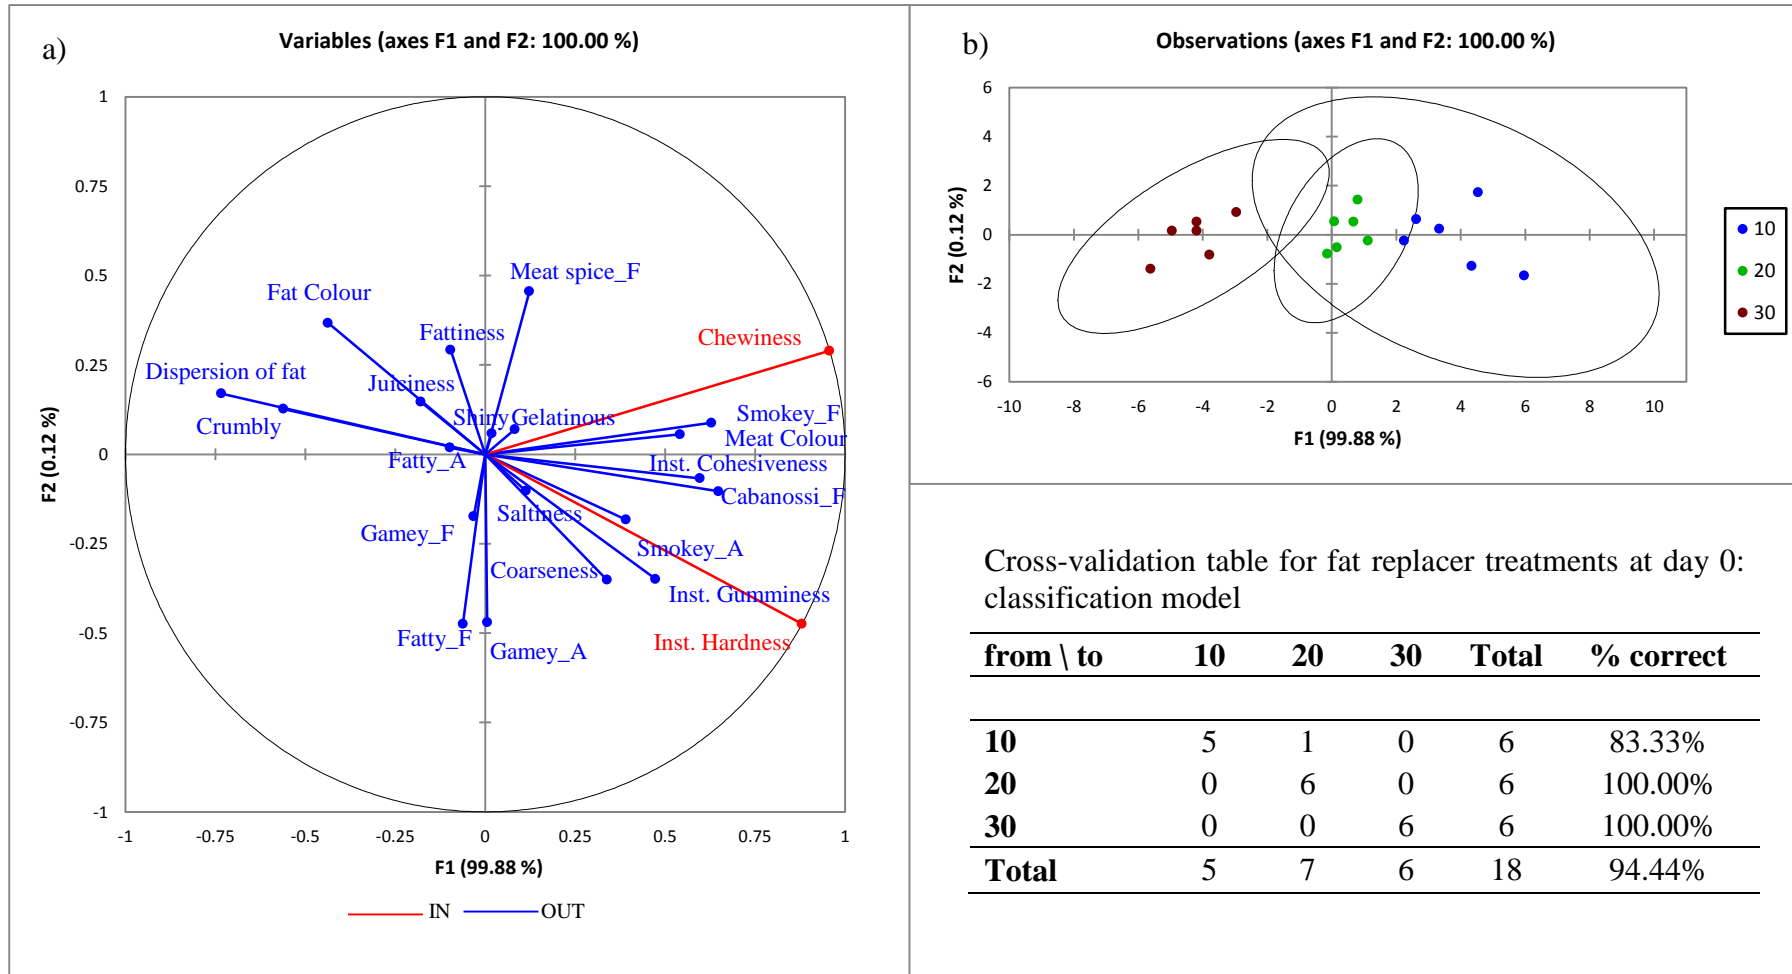 a)
Variables (axes F1 and F2: 100.00 %)
1
0.75
0.5
0.25
0
-0.25
-0.5
-0.75
-1
F2 (0.12 %)
Meat spice_F
Fat Colour
Fattiness
Chewiness
Dispersion of fat
Juiciness
Crumbly
Shiny
Gelatinous
Smokey_F
Meat Colour
Fatty_A
Inst. Cohesiveness
Cabanossi_F
Saltiness
Gamey_F
Smokey_A
Coarseness
Inst. Gumminess
Fatty_F
Gamey_A
Inst. Hardness
-1 -0.75 -0.5 -0.25 0 0.25 0.5 0.75 1
F1 (99.88 %)
IN OUT
b)
Observations (axes F1 and F2: 100.00 %)
6
4
2
0
-2
-4
-6
F2 (0.12 %)
-10 -8 -6 -4 -2 0 2 4 6 8 10
F1 (99.88 %)
10
20
30
Cross-validation table for fat replacer treatments at day 0:
classification model
from \ to 10 20 30 Total % correct
10 5 1 0 6 83.33%
20 0 6 0 6 100.00%
30 0 0 6 6 100.00%
Total 5 7 6 18 94.44%